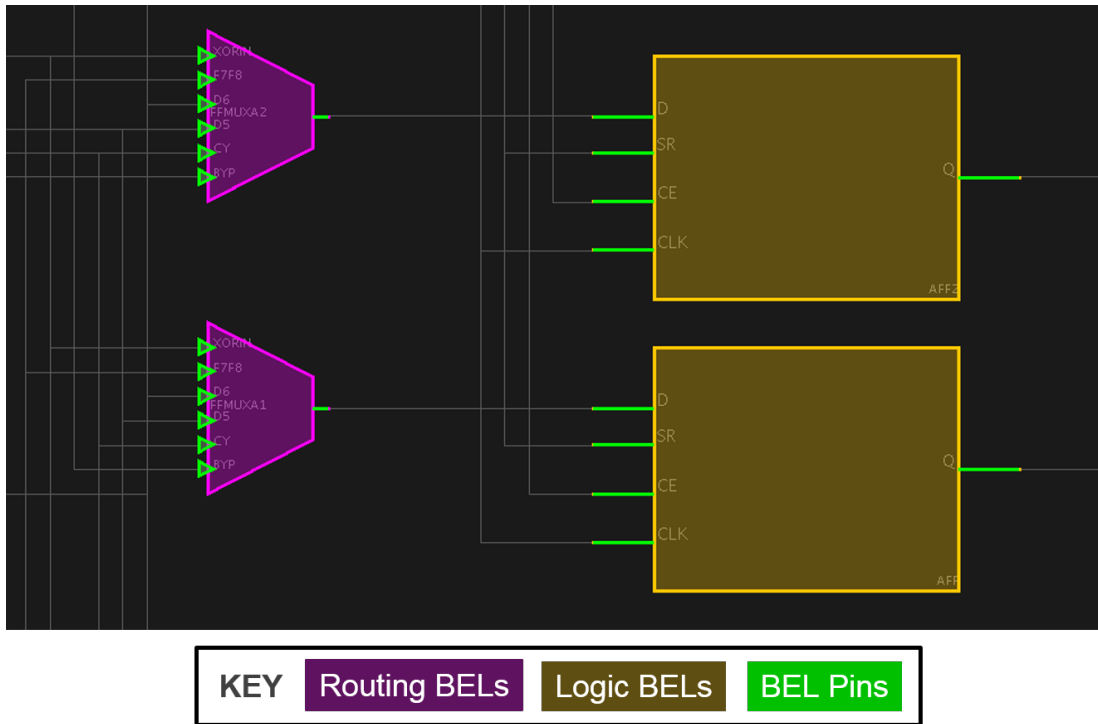 XORIN
F7F8
D6
FFMUXA2
D5
CY
BYP
D
SR
CE
CLK
Q
AFF2
XORIN
F7F8
D6
FFMUXA1
D5
CY
BYP
D
SR
CE
CLK
Q
AFF
KEY Routing BELs Logic BELs BEL Pins